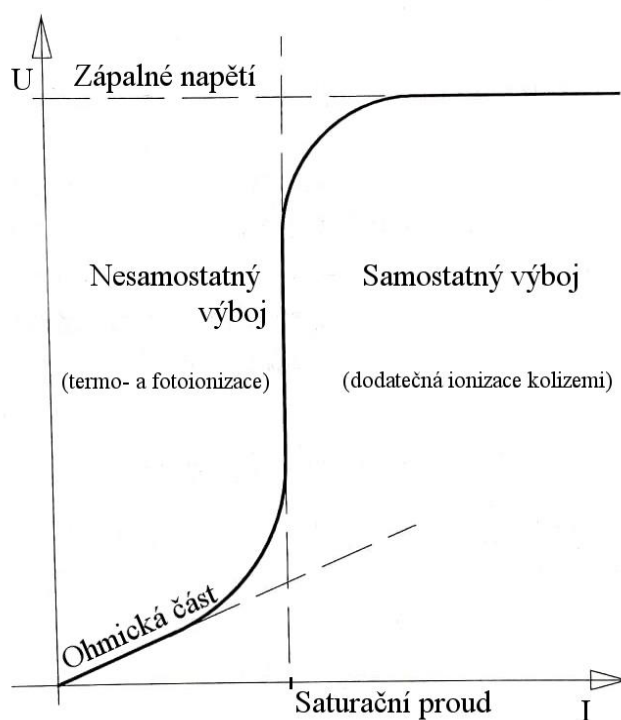 U
Zápalné napětí
Nesamostatný
výboj
Samostatný výboj
(termo- a fotoionizace)
(dodatečná ionizace kolizemi)
Ohmická část
Saturační proud
I